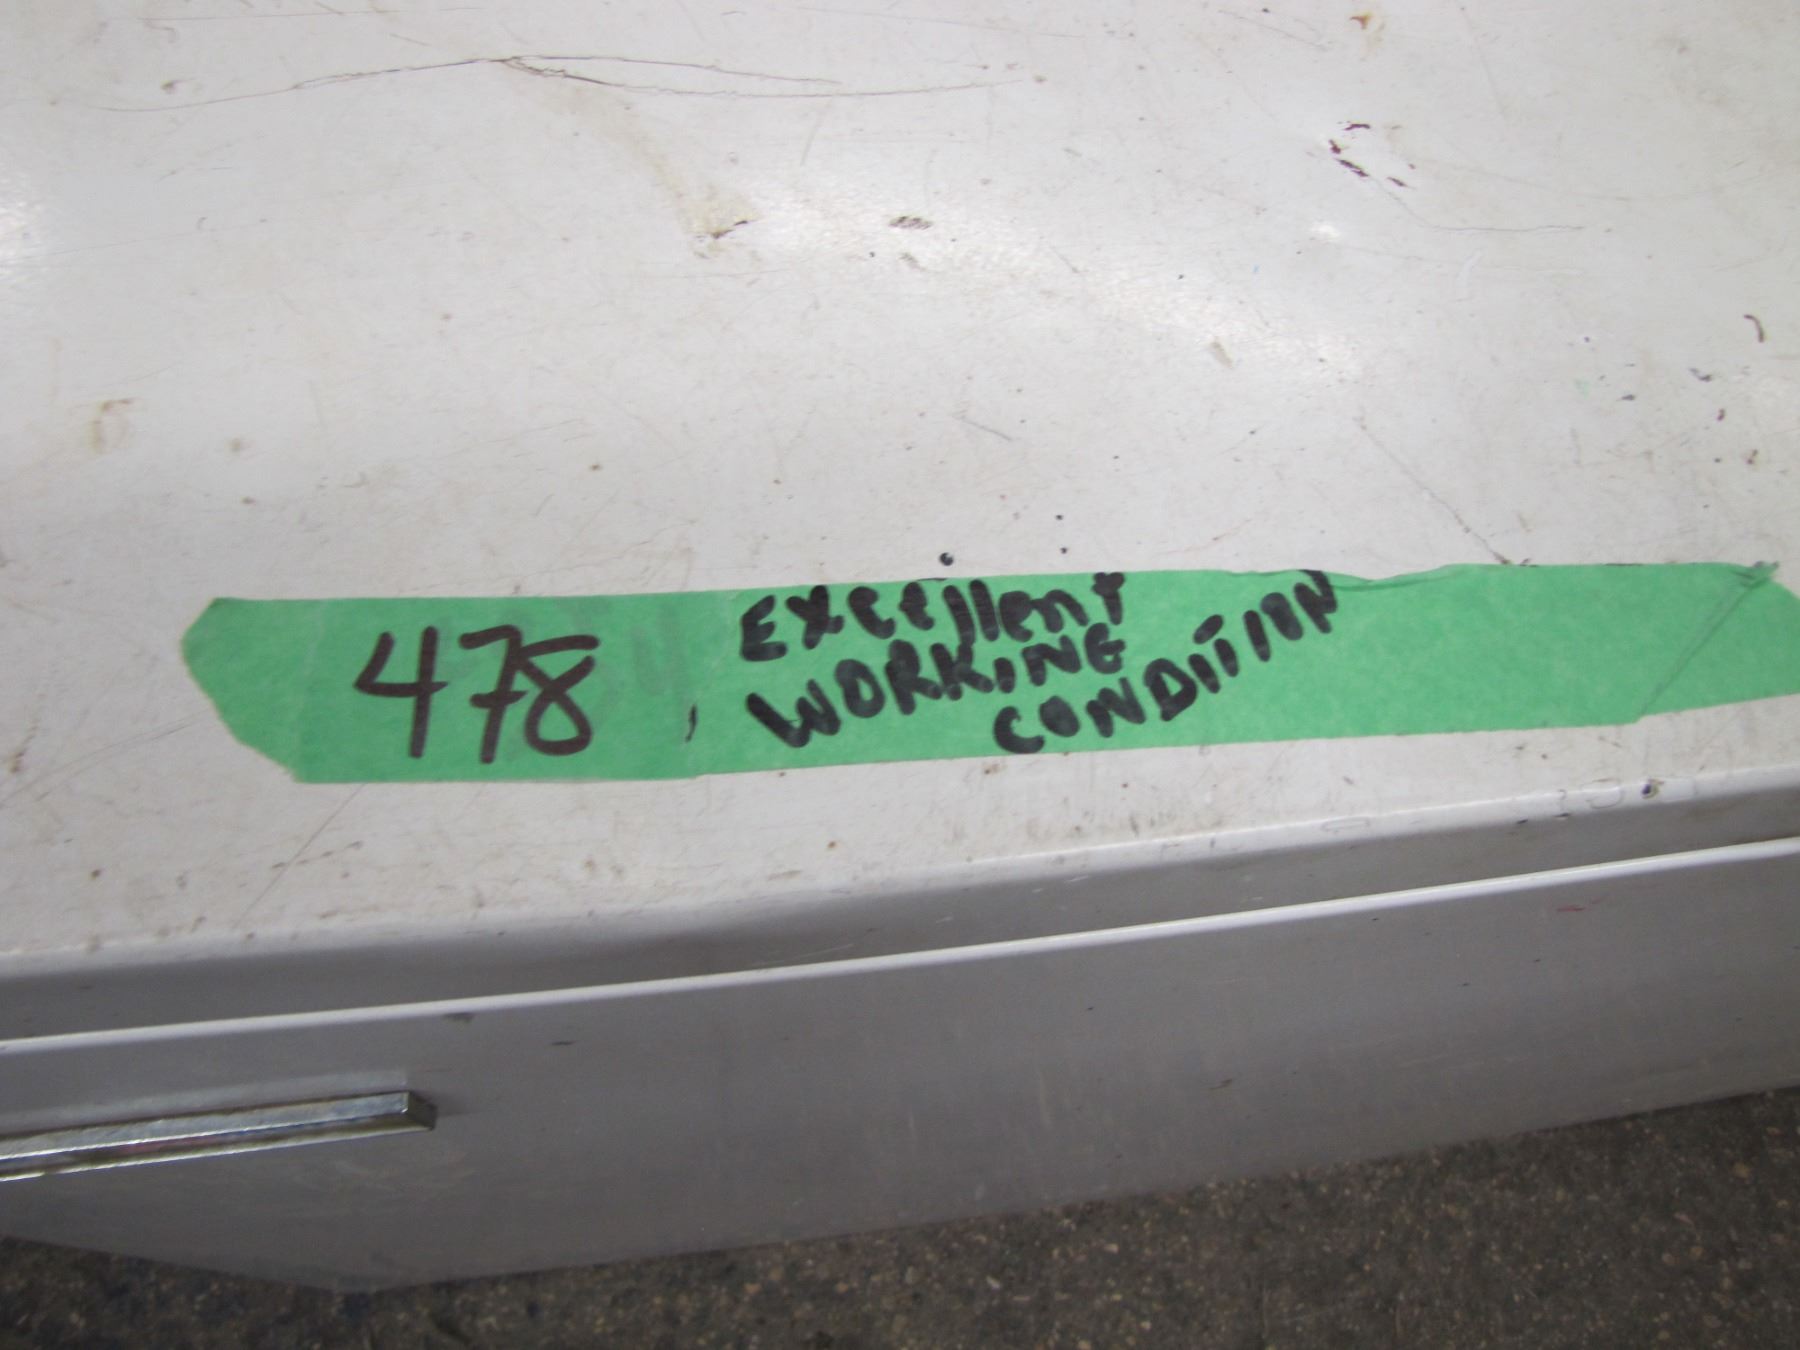 478
Excellent
WORKING
CONDITION